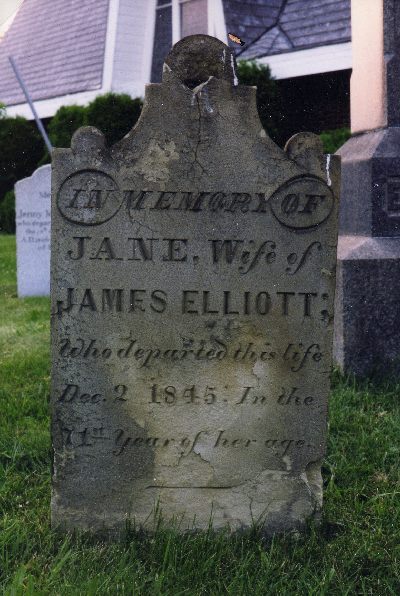 IN MEMORY OF
JANE, Wife of
JAMES ELLIOTT;
Who departed this life
Dec. 2 1845: In the
71st Year of her age.
Jenny